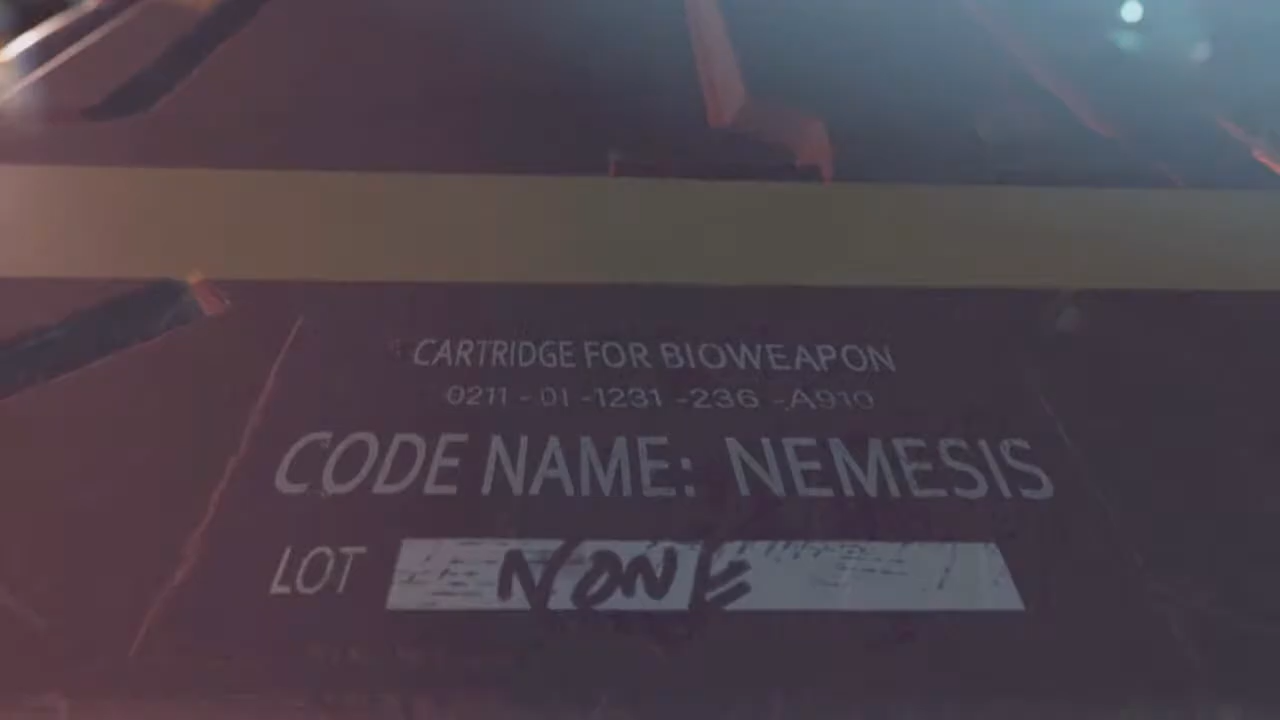 CARTRIDGE FOR BIOWEAPON
0211 - 01 -1231 -236 -A910
CODE NAME: NEMESIS
LOT NONE